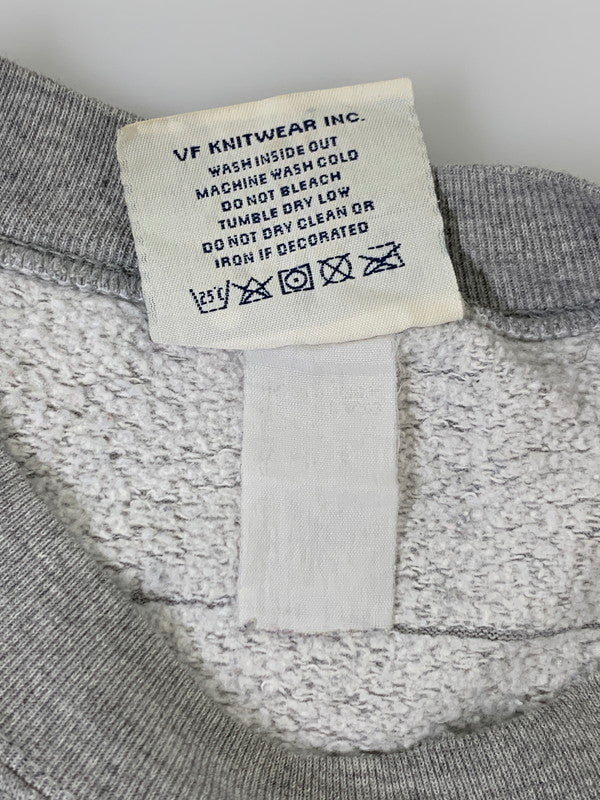 VF KNITWEAR INC.
WASH INSIDE OUT
MACHINE WASH COLD
DO NOT BLEACH
TUMBLE DRY LOW
DO NOT DRY CLEAN OR
IRON IF DECORATED
25°C